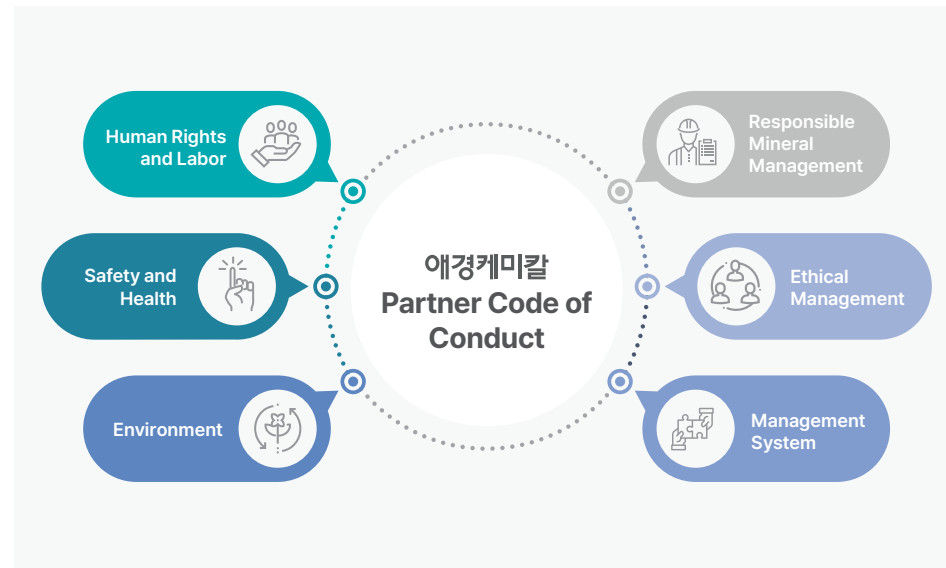 Human Rights
and Labor
Safety and
Health
Environment
애경케미칼
Partner Code of
Conduct
Responsible
Mineral
Management
Ethical
Management
Management
System